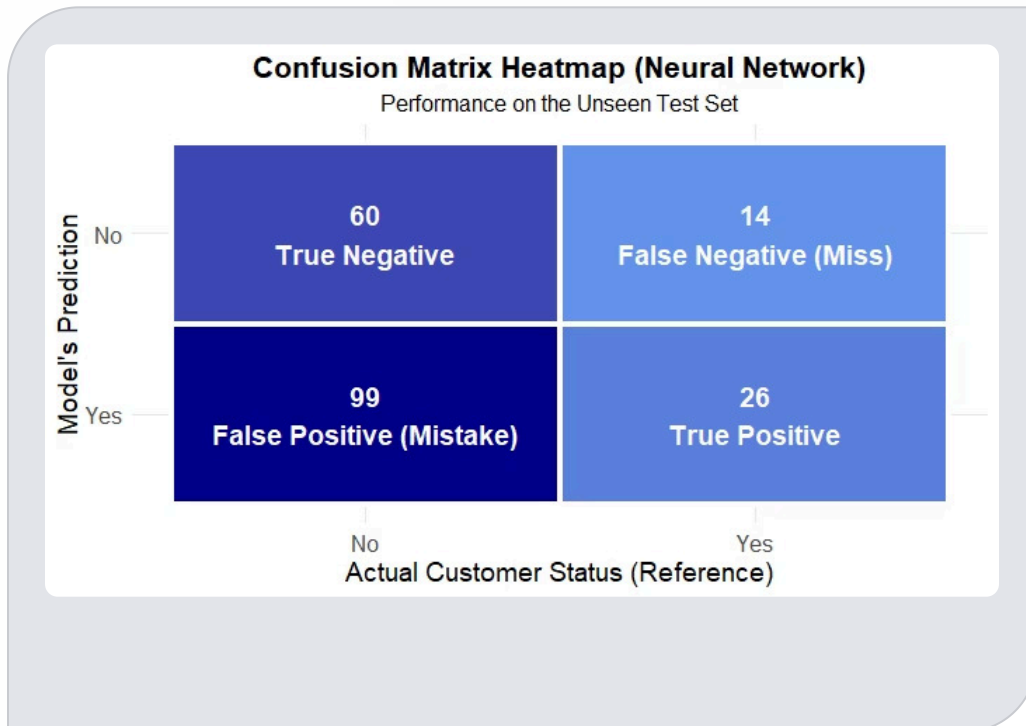 Confusion Matrix Heatmap (Neural Network)
Performance on the Unseen Test Set
Model's Prediction
No
60
True Negative
14
False Negative (Miss)
Yes
99
False Positive (Mistake)
26
True Positive
No
Yes
Actual Customer Status (Reference)